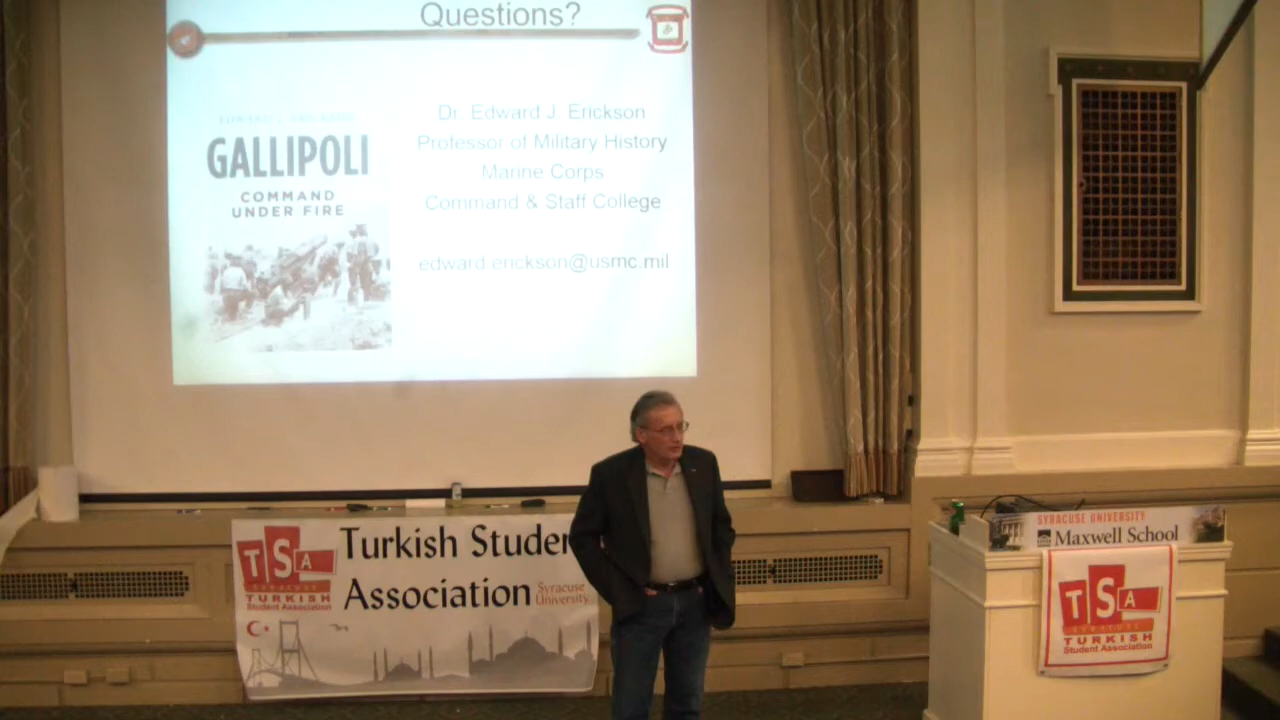 Questions?
EDWARD J. ERICKSON
GALLIPOLI
COMMAND
UNDER FIRE
Dr. Edward J. Erickson
Professor of Military History
Marine Corps
Command & Staff College
edward.erickson@usmc.mil
TSA
SYRACUSE
TURKISH
Student Association
Turkish Studen
Association
Syracuse
University
SYRACUSE UNIVERSITY
Maxwell School
TSA
SYRACUSE
TURKISH
Student Association